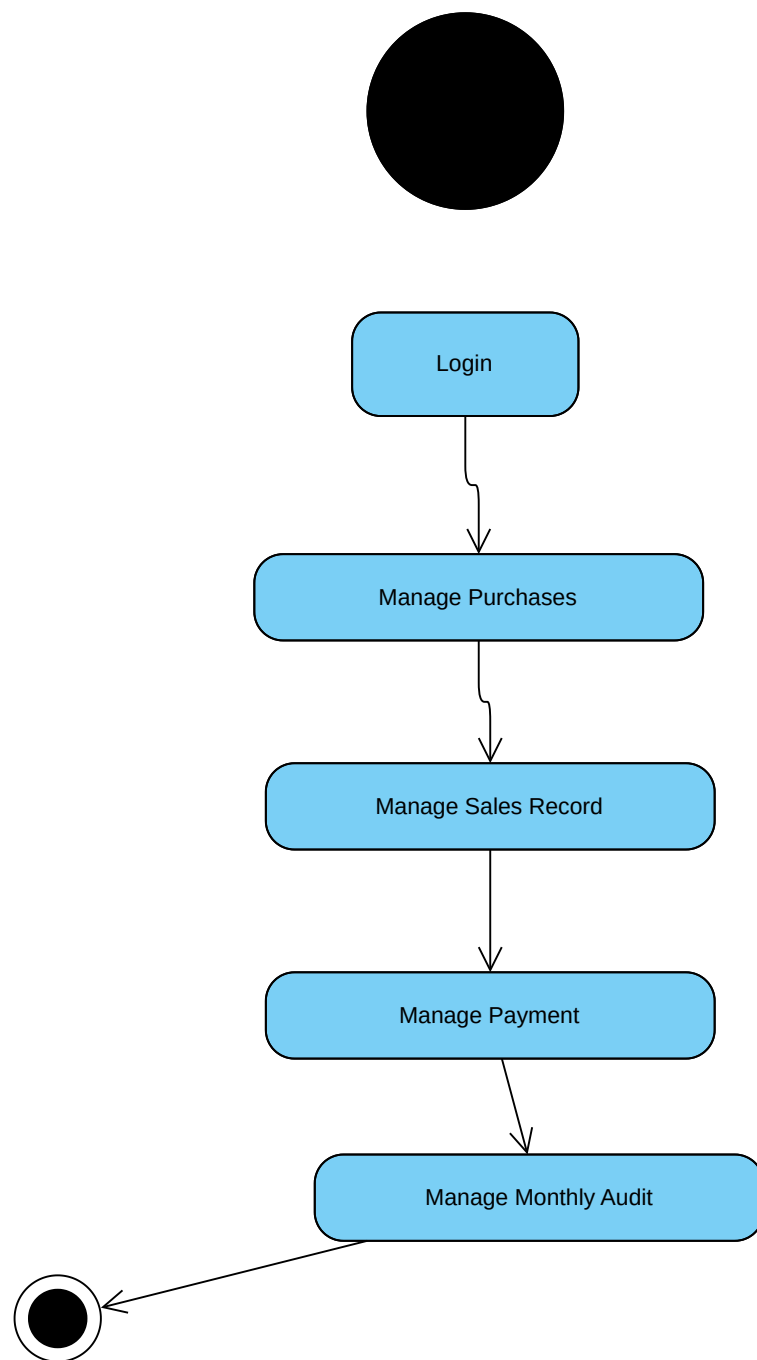 Login
Manage Purchases
Manage Sales Record
Manage Payment
Manage Monthly Audit